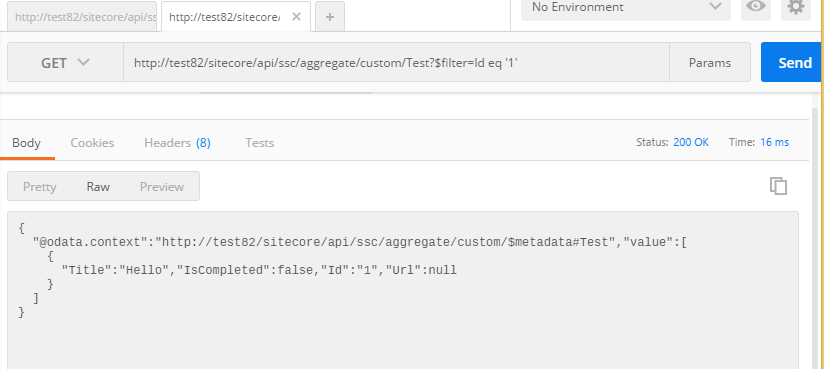 http://test82/sitecore/api/ss
http://test82/sitecore/
No Environment
GET
http://test82/sitecore/api/ssc/aggregate/custom/Test?$filter=Id eq '1'
Params
Send
Body
Cookies
Headers (8)
Tests
Status: 200 OK
Time: 16 ms
Pretty
Raw
Preview
{
"@odata.context":"http://test82/sitecore/api/ssc/aggregate/custom/$metadata#Test","value":[
{
"Title":"Hello","IsCompleted":false,"Id":"1","Url":null
}
]
}